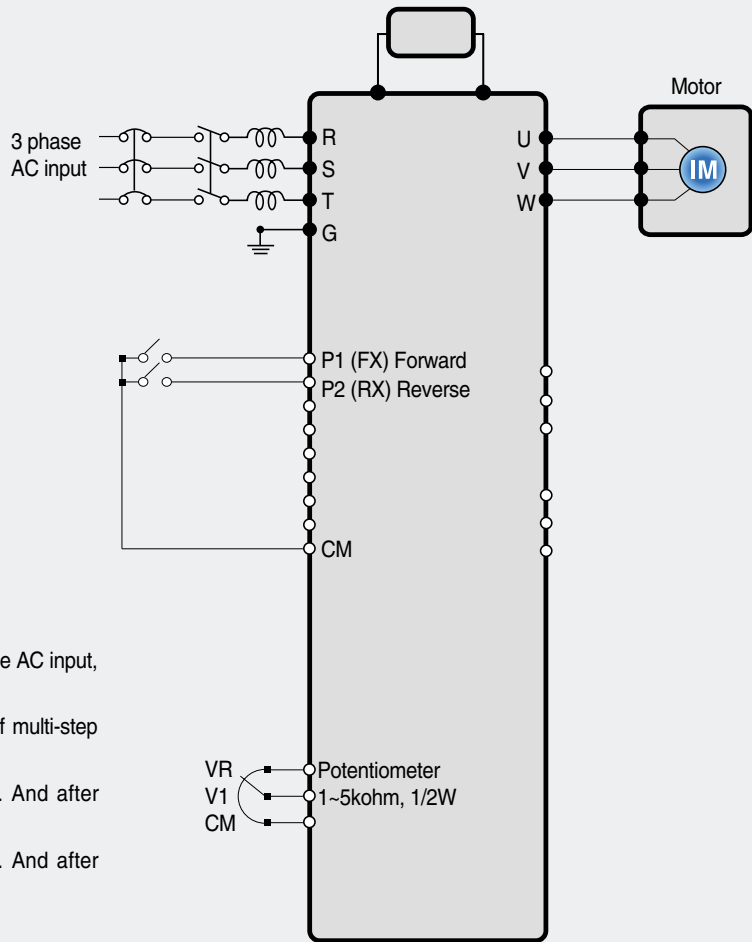 Motor
3 phase
AC input
R
S
T
G
U
V
W
IM
P1 (FX) Forward
P2 (RX) Reverse
CM
e AC input,
f multi-step
. And after
. And after
VR
V1
CM
Potentiometer
1~5kohm, 1/2W